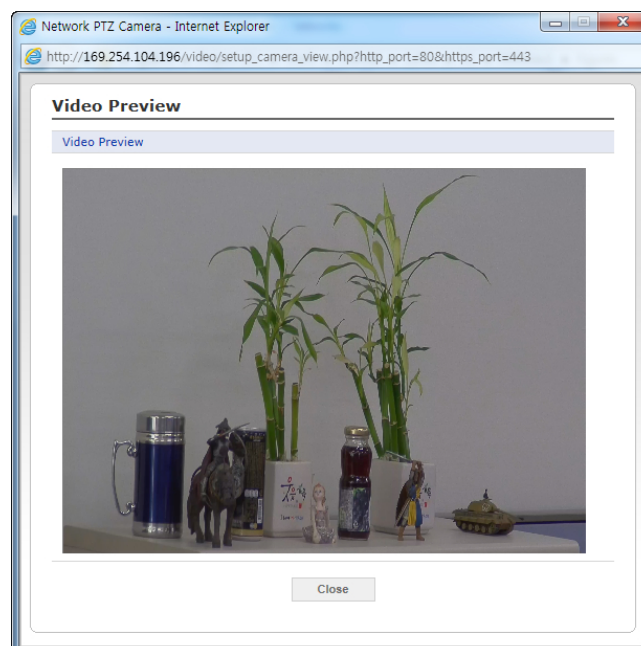 Network PTZ Camera - Internet Explorer
http://169.254.104.196/video/setup_camera_view.php?http_port=80&https_port=443
Video Preview
Video Preview
Close